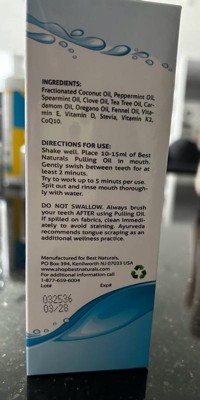 INGREDIENTS:
Fractionated Coconut Oil, Peppermint Oil,
Spearmint Oil, Clove Oil, Tea Tree Oil, Car-
damom Oil, Oregano Oil, Fennel Oil, Vita-
min E, Vitamin D, Stevia, Vitamin K2,
CoQ10.
DIRECTIONS FOR USE:
Shake well. Place 10-15ml of Best
Naturals Pulling Oil in mouth.
Gently swish between teeth for at
least 2 minutes.
Try to work up to 5 minutes per use.
Spit out and rinse mouth thorough-
ly with water.
DO NOT SWALLOW. Always brush
your teeth AFTER using Pulling Oil.
If spilled on fabrics, clean immedi-
ately to avoid staining. Ayurveda
recommends tongue scraping as an
additional wellness practice.
Manufactured for Best Naturals,
PO Box 394, Kenilworth NJ 07033 USA
www.shopbestnaturals.com
For additional information call
1-877-659-6004
Lot# Exp#
032536
03/28